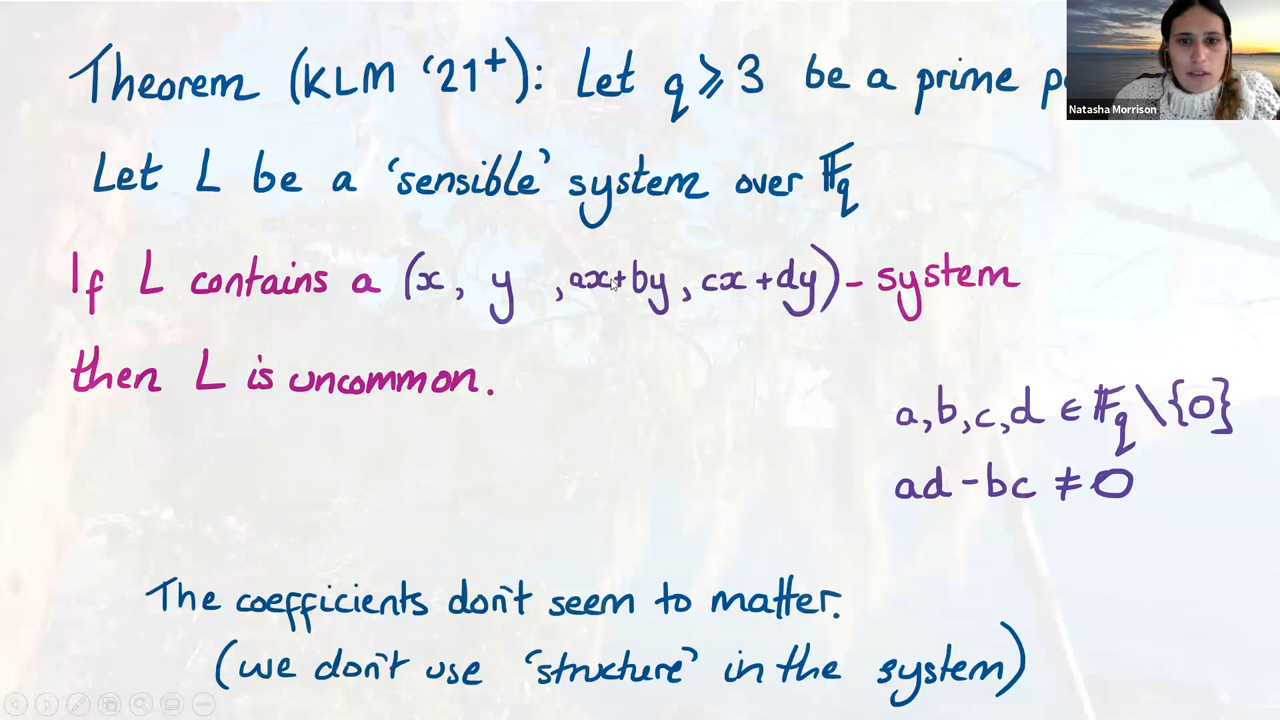 Theorem (KLM '21⁺): Let q ⩾ 3 be a prime
Natasha Morrison
Let L be a 'sensible' system over 𝔽_q
If L contains a (x, y, ax+by, cx+dy)-system
then L is uncommon.
a,b,c,d ∈ 𝔽_q \ {0}
ad - bc ≠ 0
The coefficients don't seem to matter.
(we don't use 'structure' in the system)